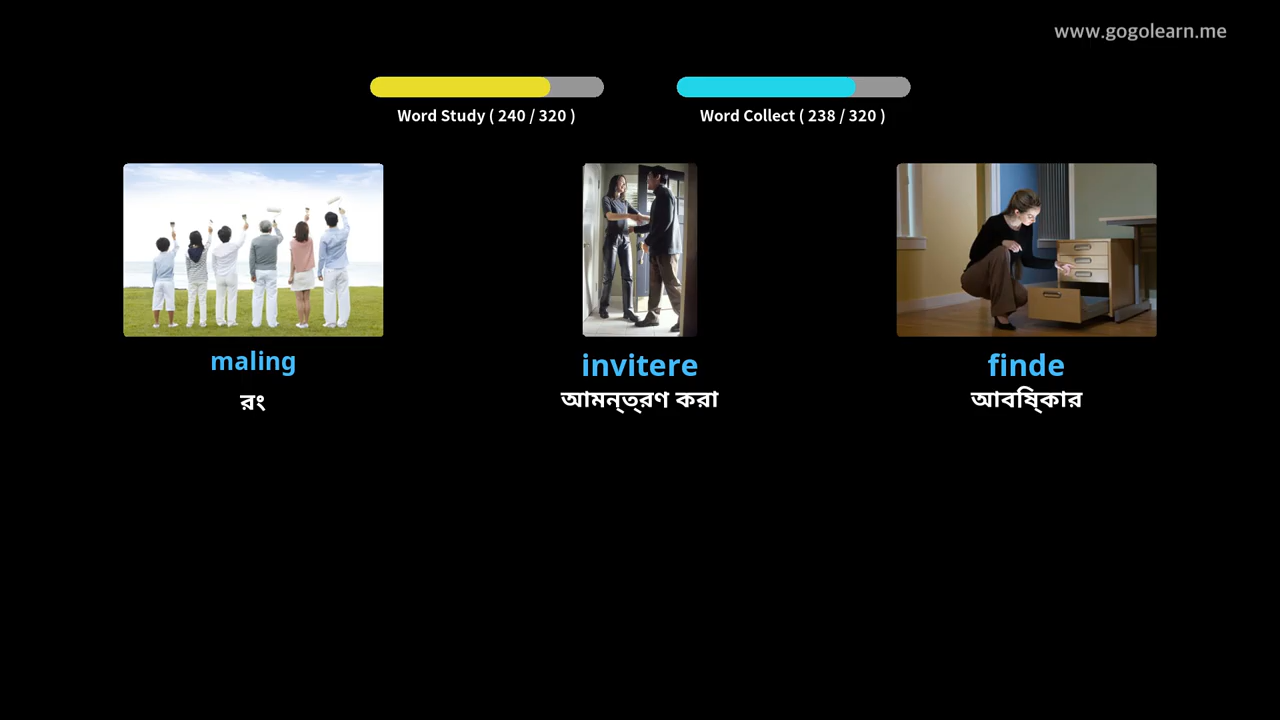 www.gogolearn.me
Word Study ( 240 / 320 )
Word Collect ( 238 / 320 )
maling
invitere
finde
রং
আমন্ত্রণ করা
আবিষ্কার